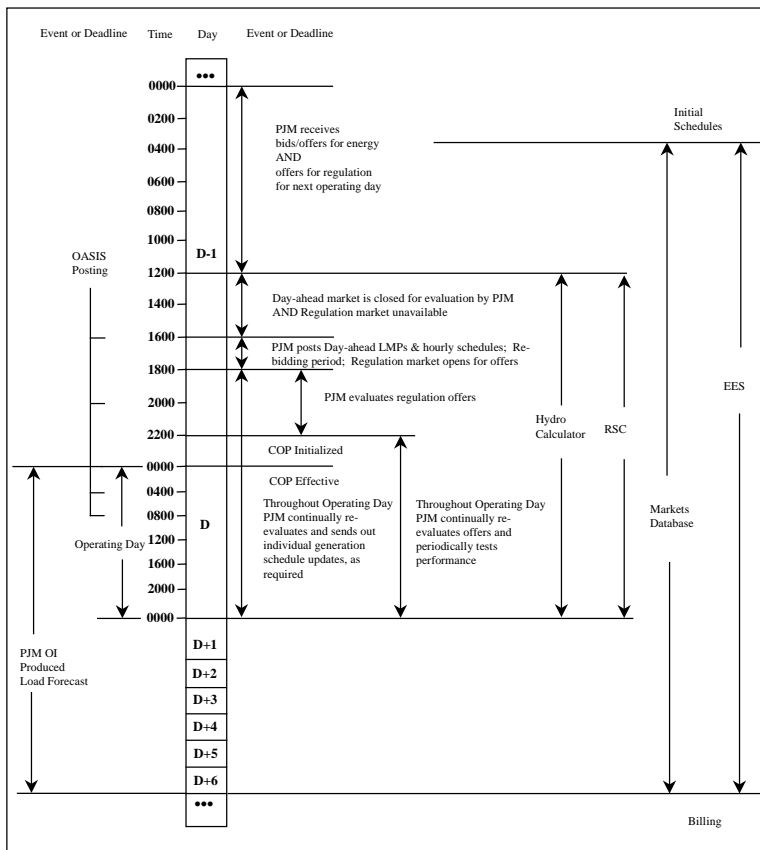 Event or Deadline Time Day Event or Deadline
•••
0000
0200
0400
0600
0800
1000
1200
1400
1600
1800
2000
2200
0000
0400
0800
1200
1600
2000
0000
D-1
D
D+1
D+2
D+3
D+4
D+5
D+6
•••
OASIS
Posting
Operating Day
PJM OI
Produced
Load Forecast
PJM receives
bids/offers for energy
AND
offers for regulation
for next operating day
Day-ahead market is closed for evaluation by PJM
AND Regulation market unavailable
PJM posts Day-ahead LMPs & hourly schedules; Re-
bidding period; Regulation market opens for offers
PJM evaluates regulation offers
COP Initialized
COP Effective
Throughout Operating Day
PJM continually re-
evaluates and sends out
individual generation
schedule updates, as
required
Throughout Operating Day
PJM continually re-
evaluates offers and
periodically tests
performance
Hydro
Calculator
RSC
Initial
Schedules
Markets
Database
EES
Billing